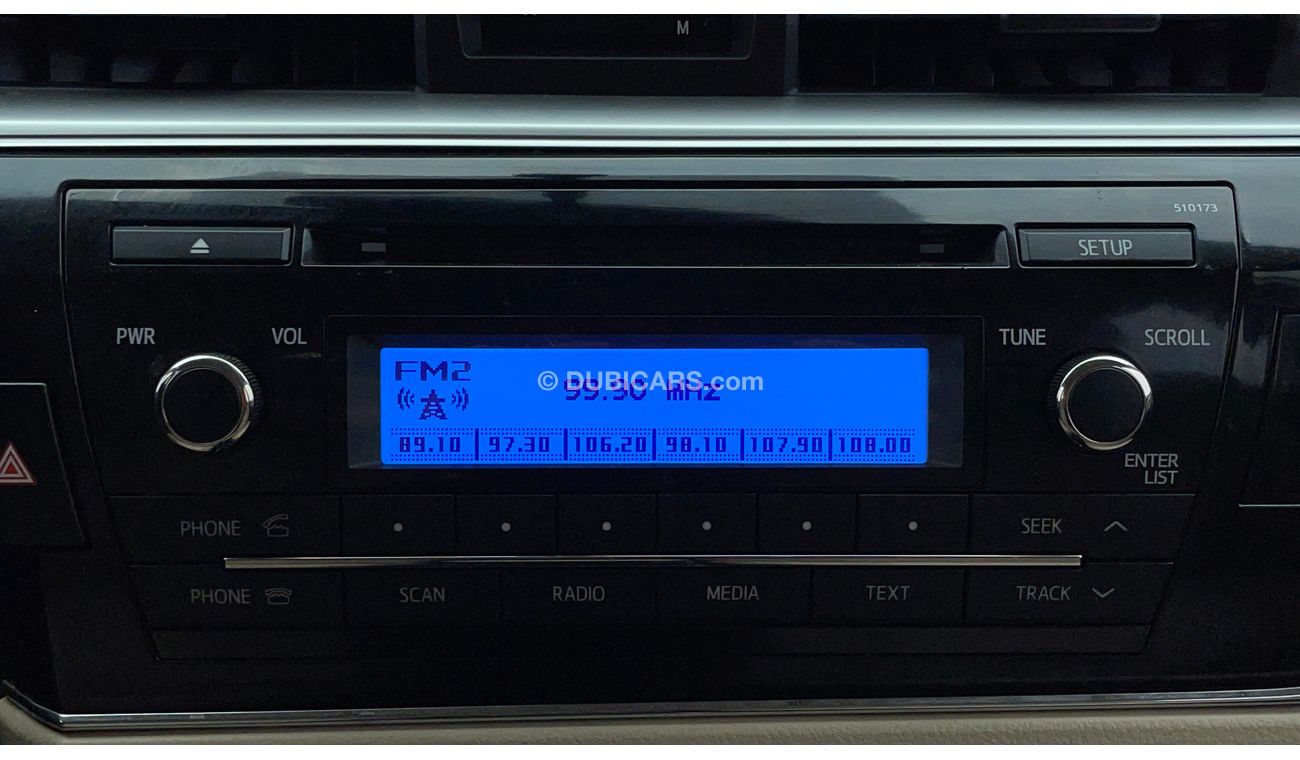 M
510173
SETUP
PWR VOL TUNE SCROLL
FM2
© DUBICARS.com
mHz
89.10 97.30 106.20 98.10 107.90 108.00
ENTER
LIST
PHONE SEEK
PHONE SCAN RADIO MEDIA TEXT TRACK